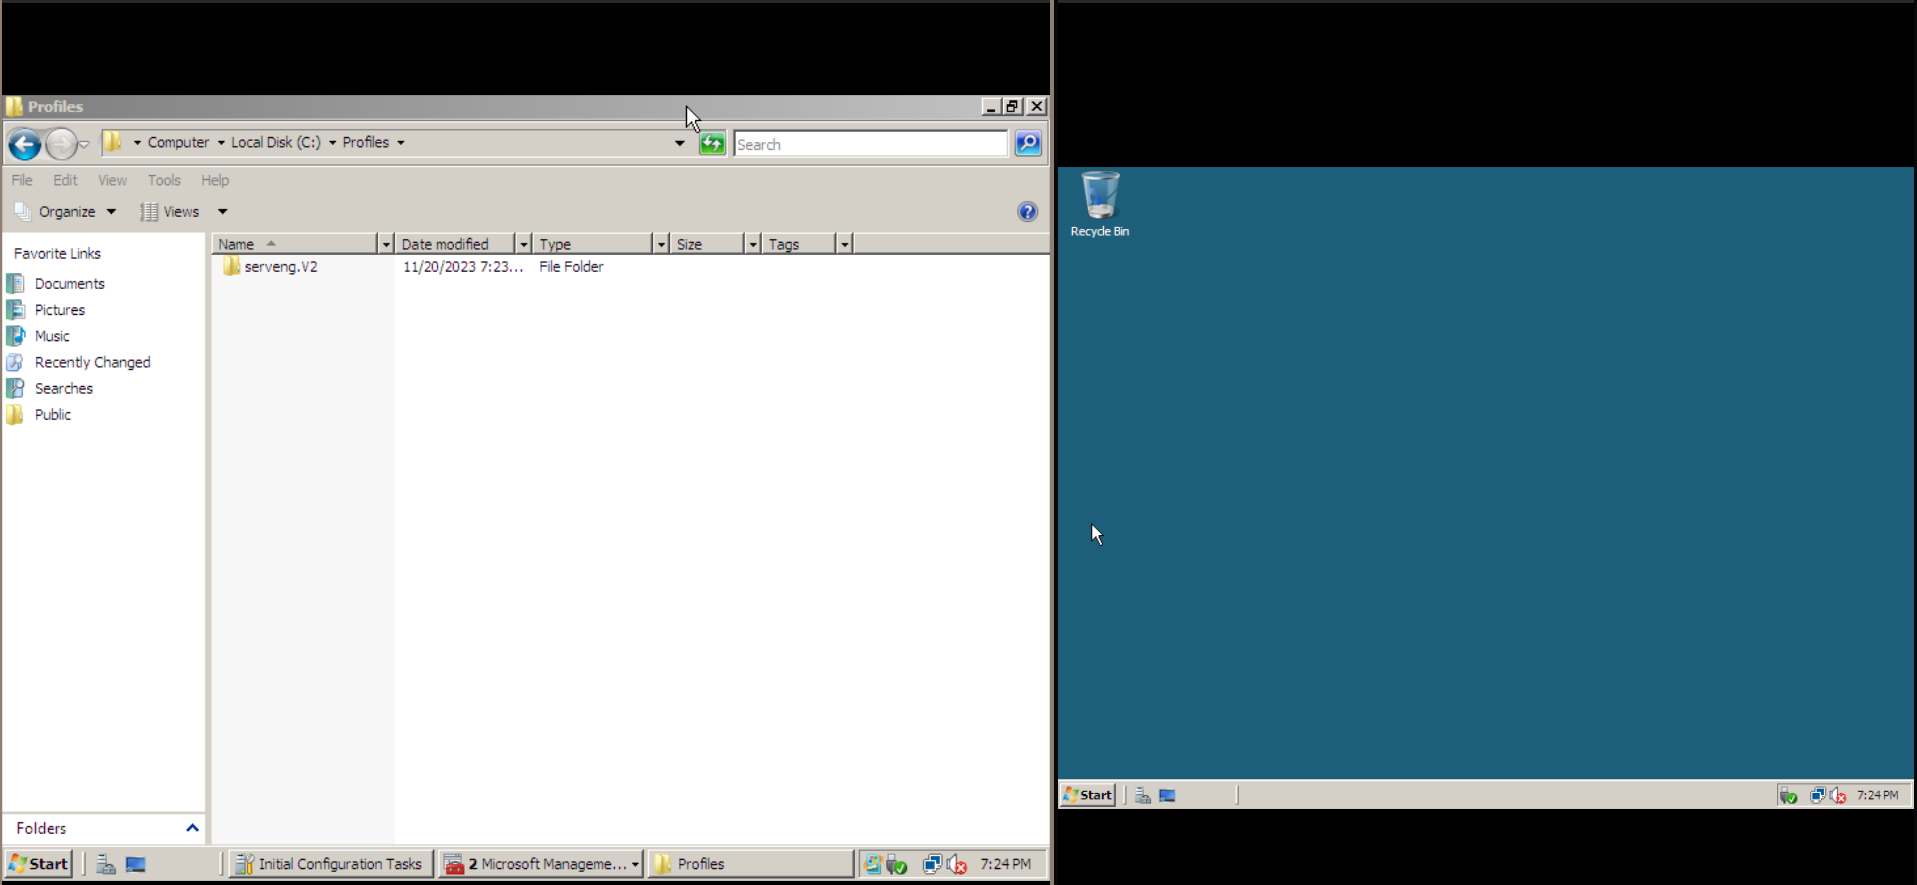 Profiles
Computer Local Disk (C:) Profiles
Search
File Edit View Tools Help
Organize Views
Favorite Links
Documents
Pictures
Music
Recently Changed
Searches
Public
Folders
Name Date modified Type Size Tags
serveng.V2 11/20/2023 7:23... File Folder
Start Initial Configuration Tasks 2 Microsoft Manageme... Profiles 7:24 PM
Recycle Bin
Start 7:24 PM